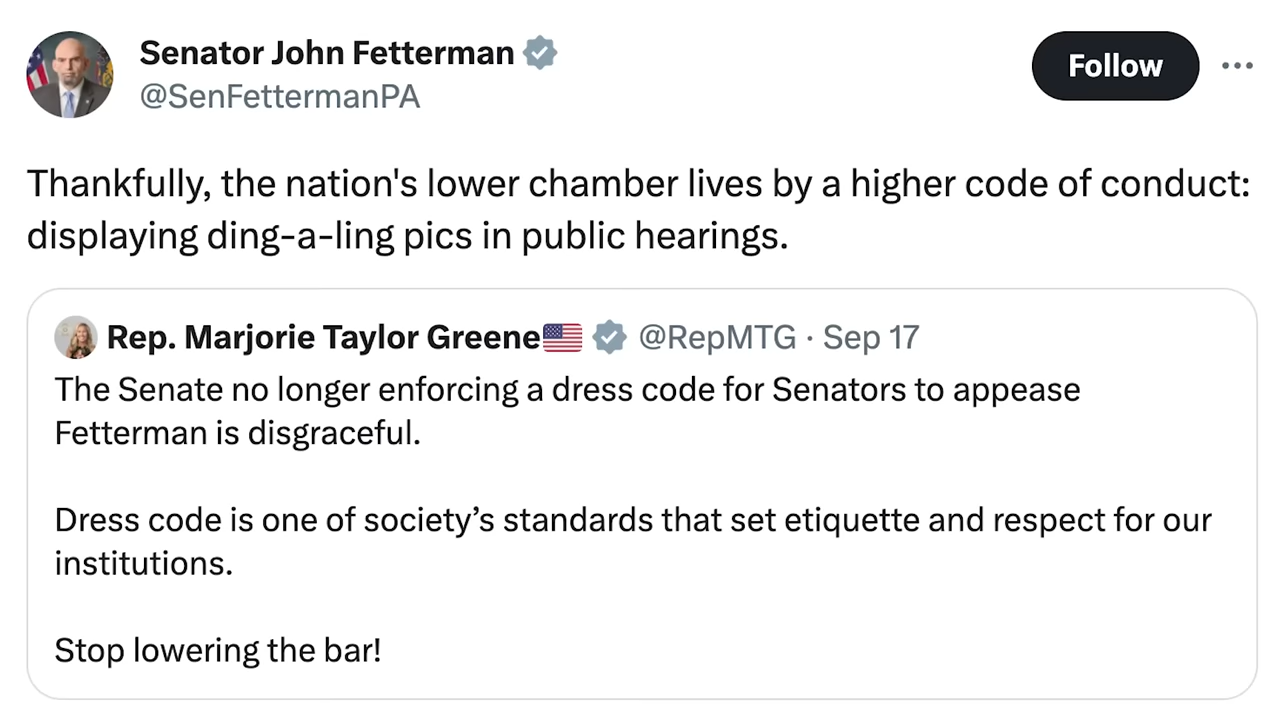 Senator John Fetterman
@SenFettermanPA
Follow
Thankfully, the nation's lower chamber lives by a higher code of conduct:
displaying ding-a-ling pics in public hearings.
Rep. Marjorie Taylor Greene🇺🇸 @RepMTG · Sep 17
The Senate no longer enforcing a dress code for Senators to appease
Fetterman is disgraceful.
Dress code is one of society’s standards that set etiquette and respect for our
institutions.
Stop lowering the bar!